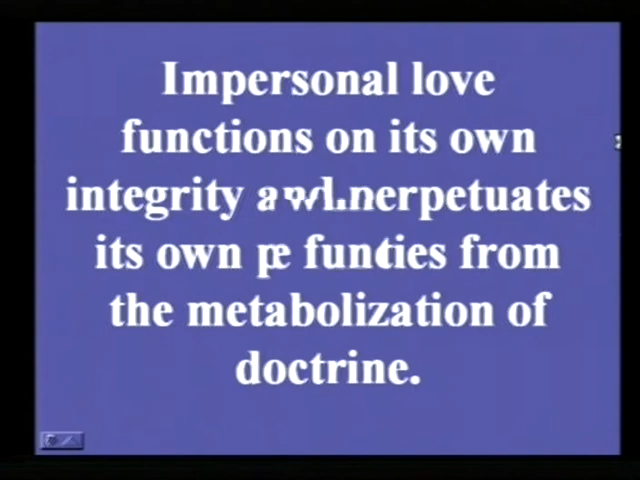 Impersonal love
functions on its own
integrity
its own from
the metabolization of
doctrine.